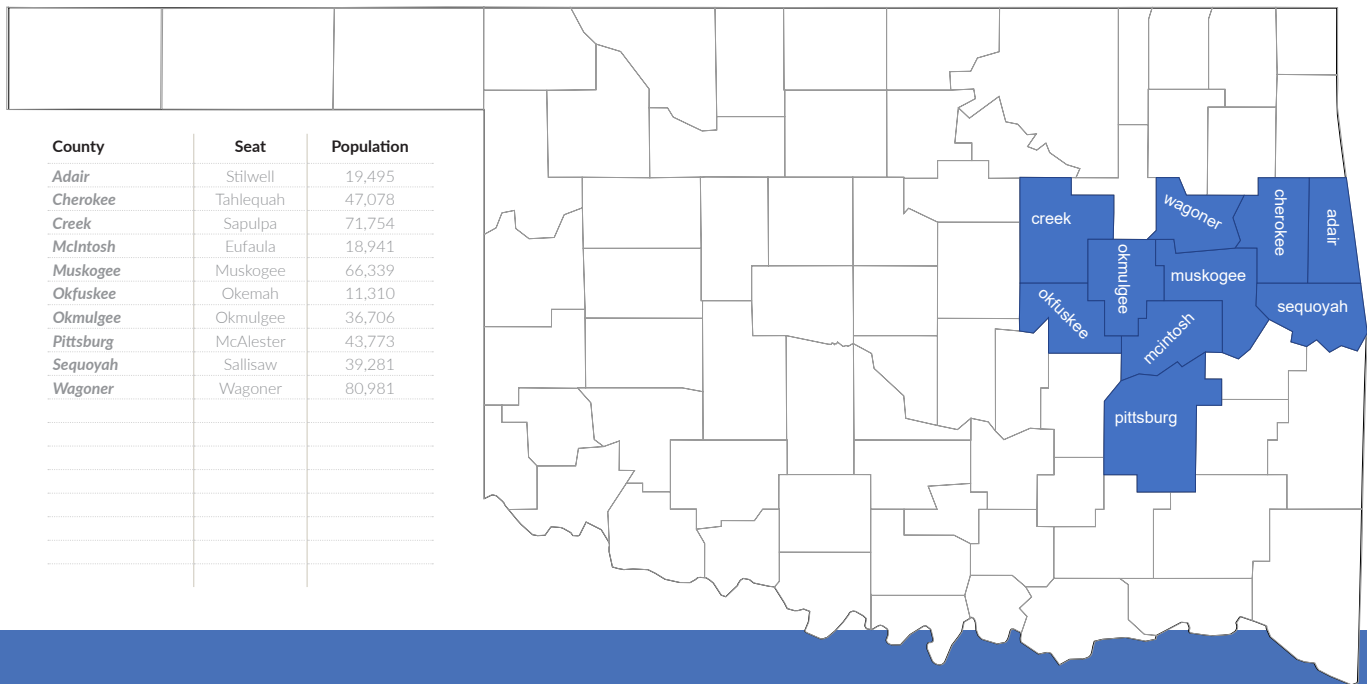 County Seat Population
Adair Stilwell 19,495
Cherokee Tahlequah 47,078
Creek Sapulpa 71,754
McIntosh Eufaula 18,941
Muskogee Muskogee 66,339
Okfuskee Okemah 11,310
Okmulgee Okmulgee 36,706
Pittsburg McAlester 43,773
Sequoyah Sallisaw 39,281
Wagoner Wagoner 80,981
creek
wagoner
cherokee
adair
okmulgee
muskogee
okfuskee
mcintosh
sequoyah
pittsburg